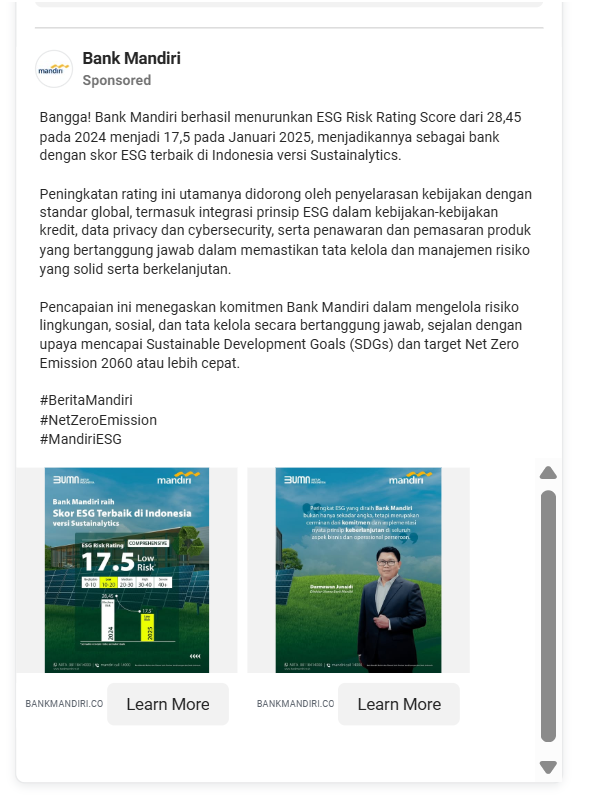 mandiri
Bank Mandiri
Sponsored
Bangga! Bank Mandiri berhasil menurunkan ESG Risk Rating Score dari 28,45
pada 2024 menjadi 17,5 pada Januari 2025, menjadikannya sebagai bank
dengan skor ESG terbaik di Indonesia versi Sustainalytics.
Peningkatan rating ini utamanya didorong oleh penyelarasan kebijakan dengan
standar global, termasuk integrasi prinsip ESG dalam kebijakan-kebijakan
kredit, data privacy dan cybersecurity, serta penawaran dan pemasaran produk
yang bertanggung jawab dalam memastikan tata kelola dan manajemen risiko
yang solid serta berkelanjutan.
Pencapaian ini menegaskan komitmen Bank Mandiri dalam mengelola risiko
lingkungan, sosial, dan tata kelola secara bertanggung jawab, sejalan dengan
upaya mencapai Sustainable Development Goals (SDGs) dan target Net Zero
Emission 2060 atau lebih cepat.
#BeritaMandiri
#NetZeroEmission
#MandiriESG
BUMN mandiri
Bank Mandiri raih
Skor ESG Terbaik di Indonesia
versi Sustainalytics
ESG Risk Rating COMPREHENSIVE
17.5 Low
Risk
Negligible Low Medium High Severe
0-10 10-20 20-30 30-40 40+
28,45
17,5
2024 2025
BUMN mandiri
Peringkat ESG yang diraih Bank Mandiri
bukan hanya sekadar angka, tetapi merupakan
cerminan dari komitmen dan implementasi
nyata prinsip keberlanjutan di seluruh
aspek bisnis dan operasional perseroan.
Darmawan Junaidi
Direktur Utama Bank Mandiri
BANKMANDIRI.CO
Learn More
BANKMANDIRI.CO
Learn More